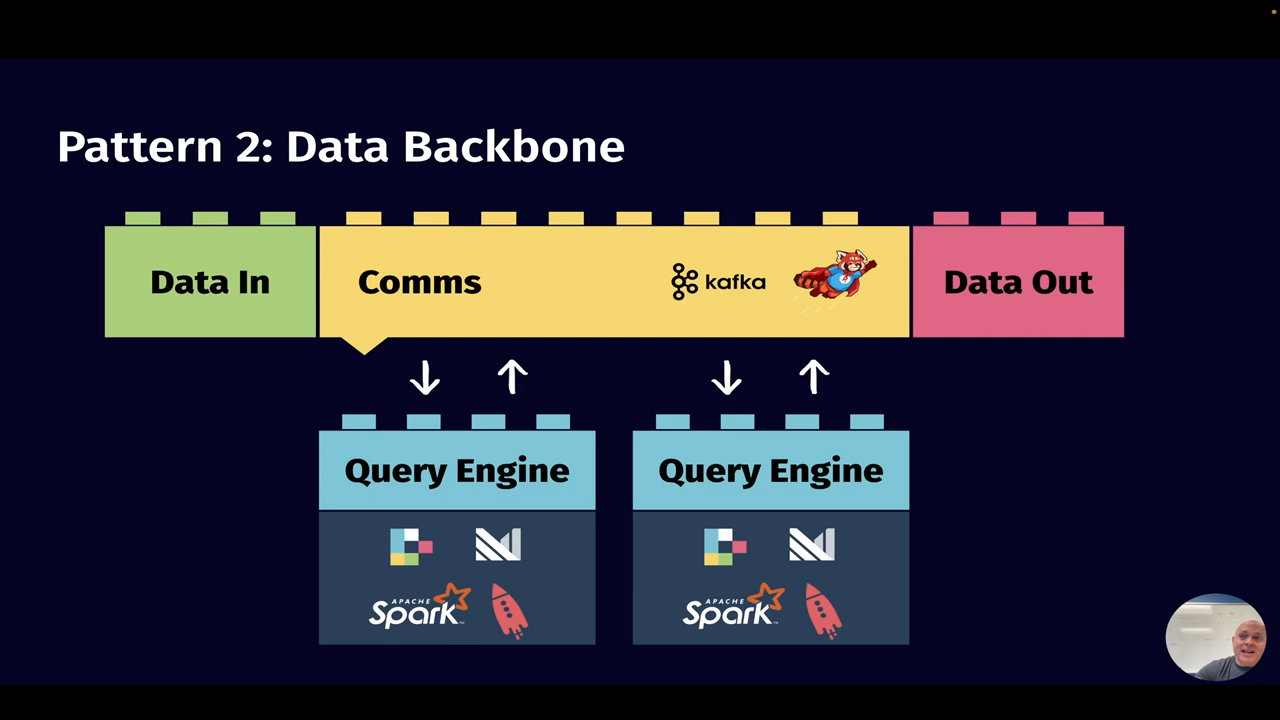 Pattern 2: Data Backbone
Data In
Comms
kafka
Data Out
Query Engine
Query Engine
APACHE
Spark
APACHE
Spark